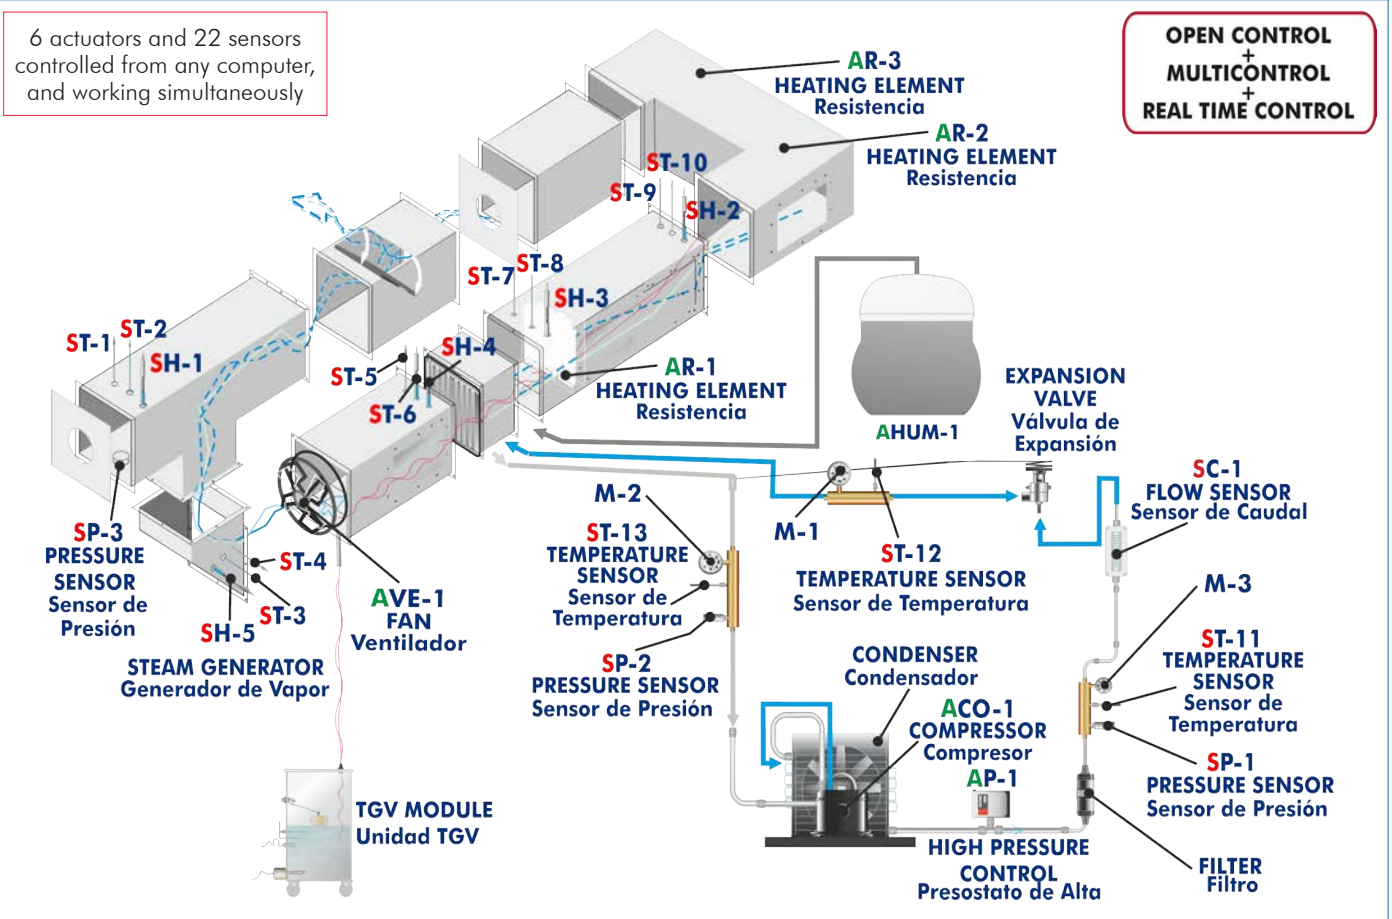 6 actuators and 22 sensors
controlled from any computer,
and working simultaneously
OPEN CONTROL
+
MULTICONTROL
+
REAL TIME CONTROL
AR-3
HEATING ELEMENT
Resistencia
AR-2
HEATING ELEMENT
Resistencia
ST-10
ST-9
SH-2
ST-8
ST-7
SH-3
ST-2
ST-1
SH-1
SH-4
ST-5
ST-6
AR-1
HEATING ELEMENT
Resistencia
AHUM-1
EXPANSION
VALVE
Válvula de
Expansión
SC-1
FLOW SENSOR
Sensor de Caudal
M-2
M-1
ST-13
TEMPERATURE
SENSOR
Sensor de
Temperatura
ST-12
TEMPERATURE SENSOR
Sensor de Temperatura
SP-3
PRESSURE
SENSOR
Sensor de
Presión
ST-4
ST-3
SH-5
AVE-1
FAN
Ventilador
STEAM GENERATOR
Generador de Vapor
SP-2
PRESSURE SENSOR
Sensor de Presión
CONDENSER
Condensador
ACO-1
COMPRESSOR
Compresor
AP-1
HIGH PRESSURE
CONTROL
Presostato de Alta
M-3
ST-11
TEMPERATURE
SENSOR
Sensor de
Temperatura
SP-1
PRESSURE SENSOR
Sensor de Presión
FILTER
Filtro
TGV MODULE
Unidad TGV